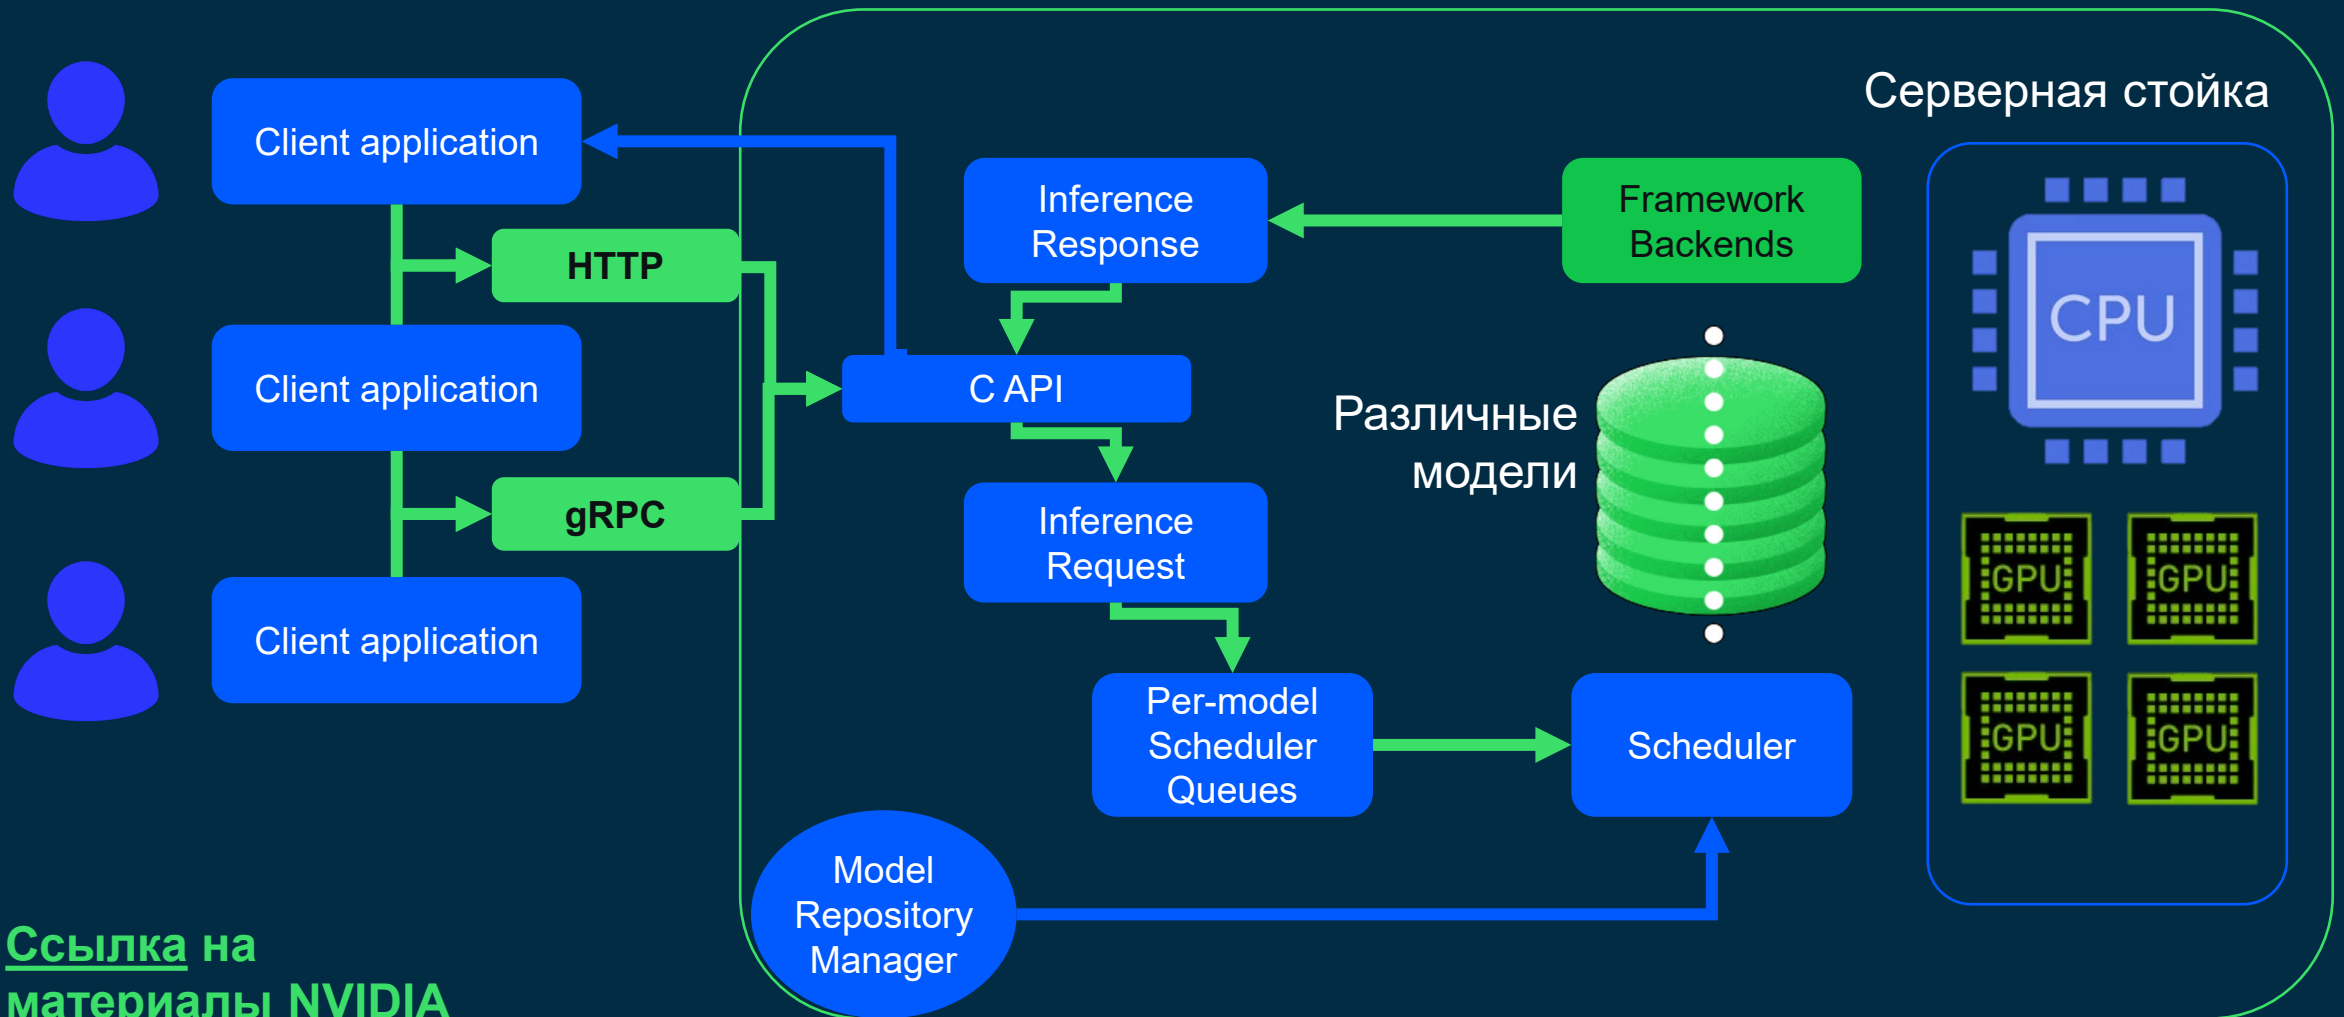 Серверная стойка
Client application
Inference
Response
Framework
Backends
HTTP
CPU
Client application
C API
Различные
модели
gRPC
Inference
Request
GPU
GPU
Client application
Per-model
Scheduler
Queues
Scheduler
GPU
GPU
Model
Repository
Manager
Ссылка на
материалы NVIDIA